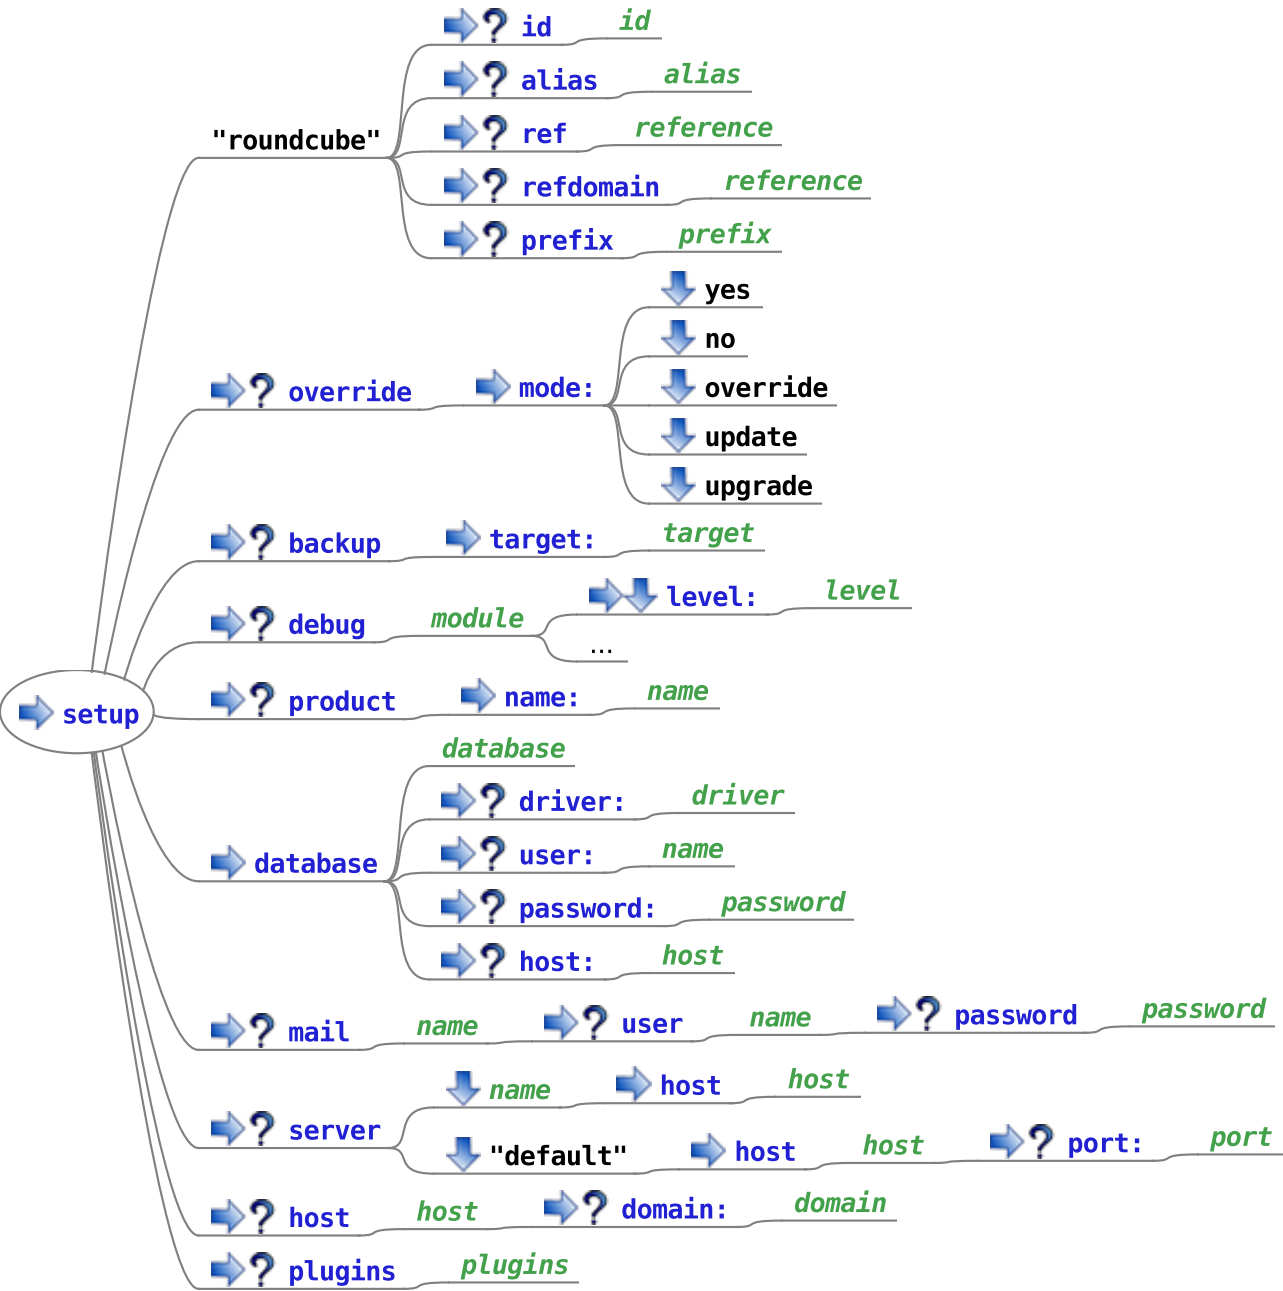 id id
alias alias
"roundcube"
ref reference
refdomain reference
prefix prefix
yes
no
override mode: override
update
upgrade
backup target: target
level: level
debug module
...
product name: name
setup
database
driver: driver
user: name
database
password: password
host: host
mail name user name password password
name host host
server
"default" host host port: port
host host domain: domain
plugins plugins